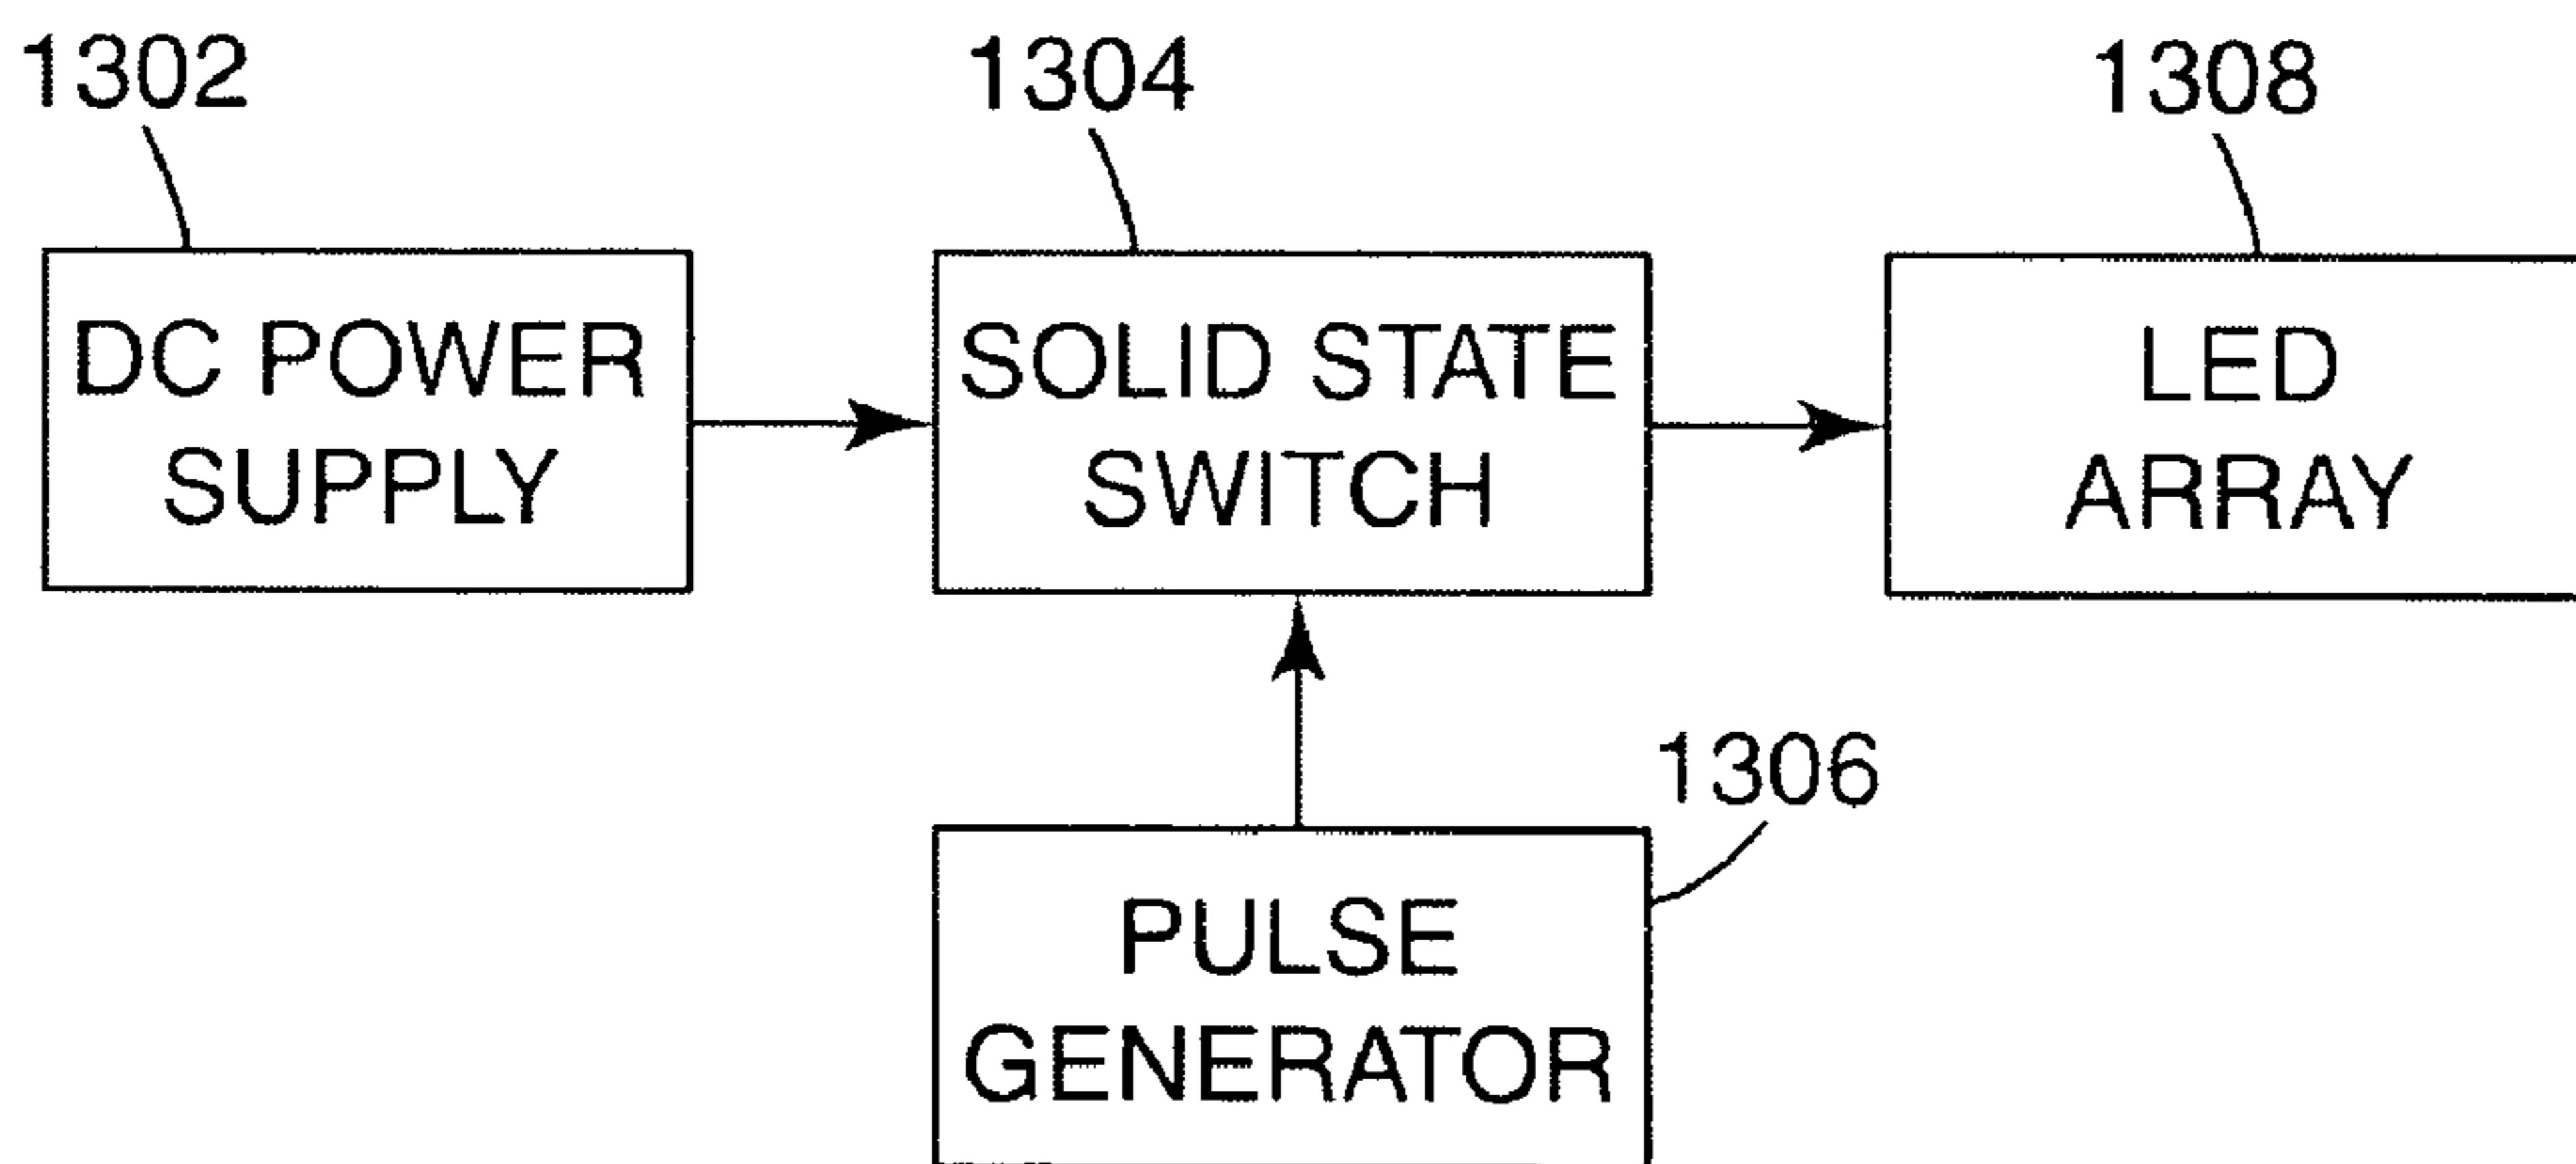 1302
1304
1308
DC POWER
SUPPLY
SOLID STATE
SWITCH
LED
ARRAY
1306
PULSE
GENERATOR